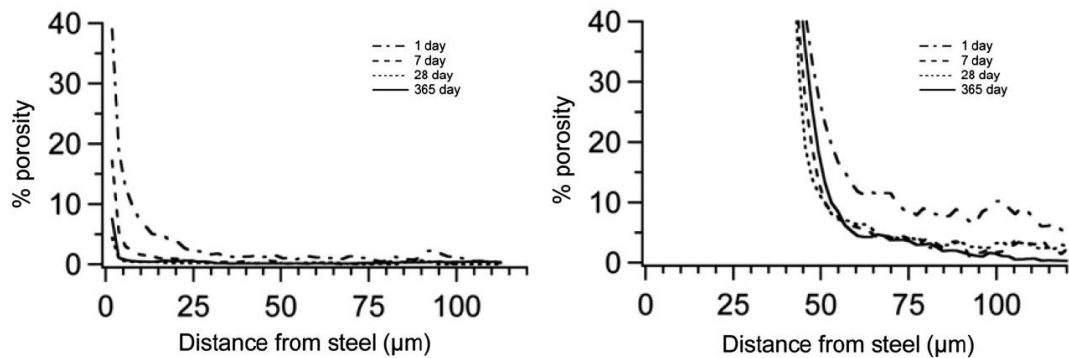 40
30
20
10
0
% porosity
1 day
7 day
28 day
365 day
0 25 50 75 100
Distance from steel (µm)
40
30
20
10
0
% porosity
1 day
7 day
28 day
365 day
0 25 50 75 100
Distance from steel (µm)